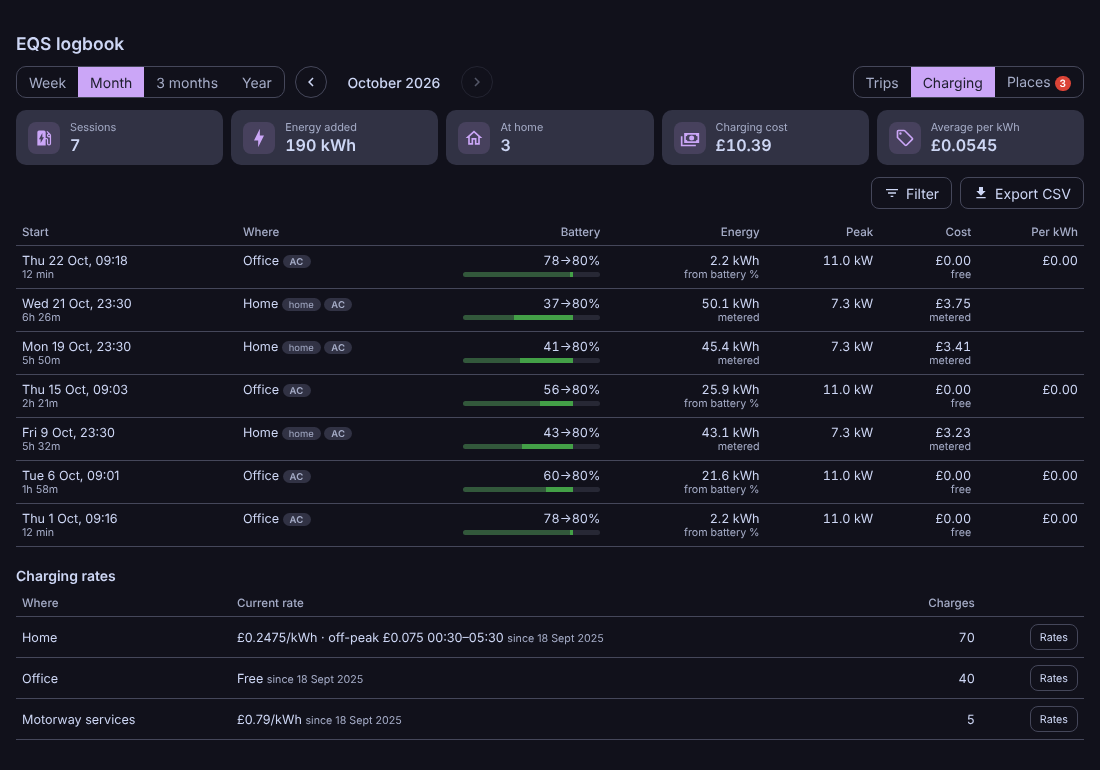 EQS logbook
Week Month 3 months Year October 2026 Trips Charging Places 3
Sessions
7
Energy added
190 kWh
At home
3
Charging cost
£10.39
Average per kWh
£0.0545
Filter Export CSV
Start Where Battery Energy Peak Cost Per kWh
Thu 22 Oct, 09:18 Office AC 78→80% 2.2 kWh 11.0 kW £0.00 £0.00
12 min from battery % free
Wed 21 Oct, 23:30 Home home AC 37→80% 50.1 kWh 7.3 kW £3.75
6h 26m metered metered
Mon 19 Oct, 23:30 Home home AC 41→80% 45.4 kWh 7.3 kW £3.41
5h 50m metered metered
Thu 15 Oct, 09:03 Office AC 56→80% 25.9 kWh 11.0 kW £0.00 £0.00
2h 21m from battery % free
Fri 9 Oct, 23:30 Home home AC 43→80% 43.1 kWh 7.3 kW £3.23
5h 32m metered metered
Tue 6 Oct, 09:01 Office AC 60→80% 21.6 kWh 11.0 kW £0.00 £0.00
1h 58m from battery % free
Thu 1 Oct, 09:16 Office AC 78→80% 2.2 kWh 11.0 kW £0.00 £0.00
12 min from battery % free
Charging rates
Where Current rate Charges
Home £0.2475/kWh · off-peak £0.075 00:30–05:30 since 18 Sept 2025 70 Rates
Office Free since 18 Sept 2025 40 Rates
Motorway services £0.79/kWh since 18 Sept 2025 5 Rates